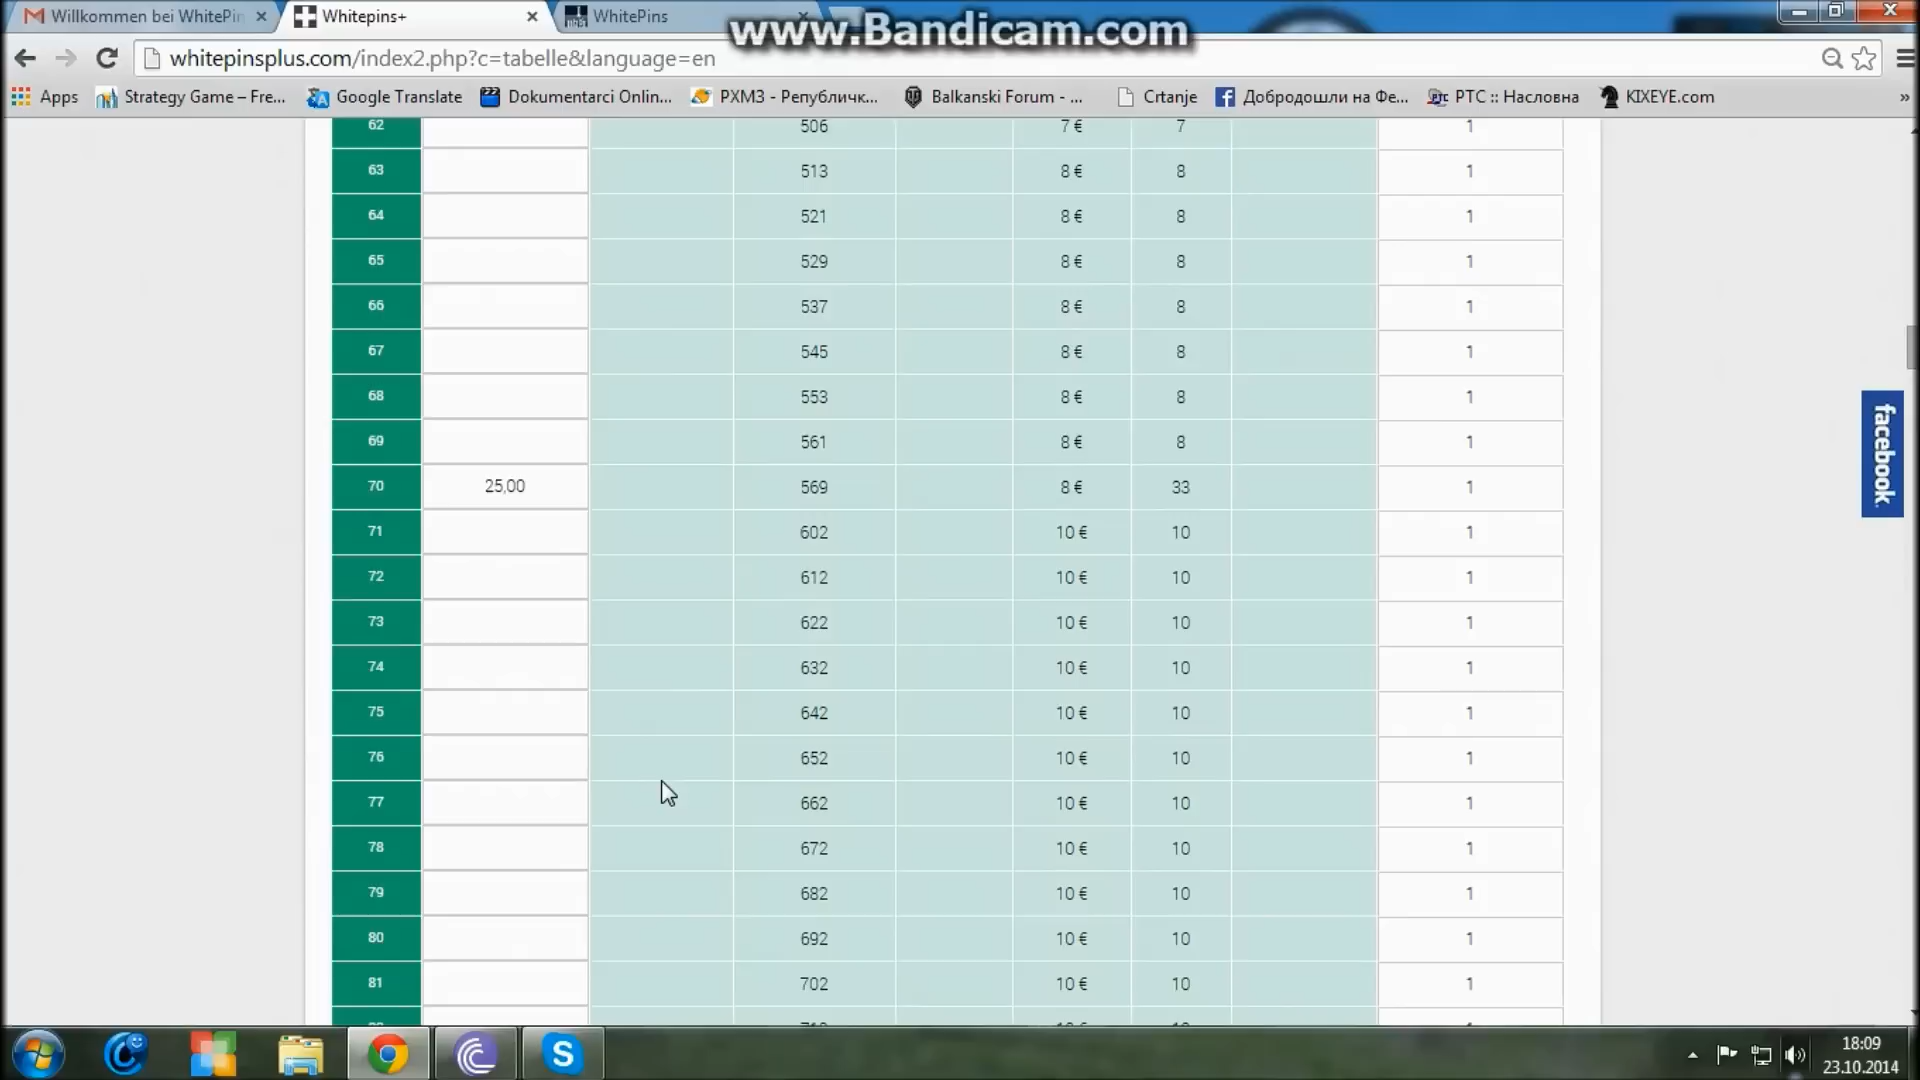 Willkommen bei WhitePin
Whitepins+
WhitePins
www.Bandicam.com
whitepinsplus.com/index2.php?c=tabelle&language=en
Apps
Strategy Game – Fre...
Google Translate
Dokumentarci Onlin...
РХМЗ - Републичк...
Balkanski Forum - ...
Crtanje
Добродошли на Фе...
РТС :: Насловна
KIXEYE.com
»
62 506 7 € 7 1
63 513 8 € 8 1
64 521 8 € 8 1
65 529 8 € 8 1
66 537 8 € 8 1
67 545 8 € 8 1
68 553 8 € 8 1
69 561 8 € 8 1
70 25,00 569 8 € 33 1
71 602 10 € 10 1
72 612 10 € 10 1
73 622 10 € 10 1
74 632 10 € 10 1
75 642 10 € 10 1
76 652 10 € 10 1
77 662 10 € 10 1
78 672 10 € 10 1
79 682 10 € 10 1
80 692 10 € 10 1
81 702 10 € 10 1
facebook
18:09
23.10.2014